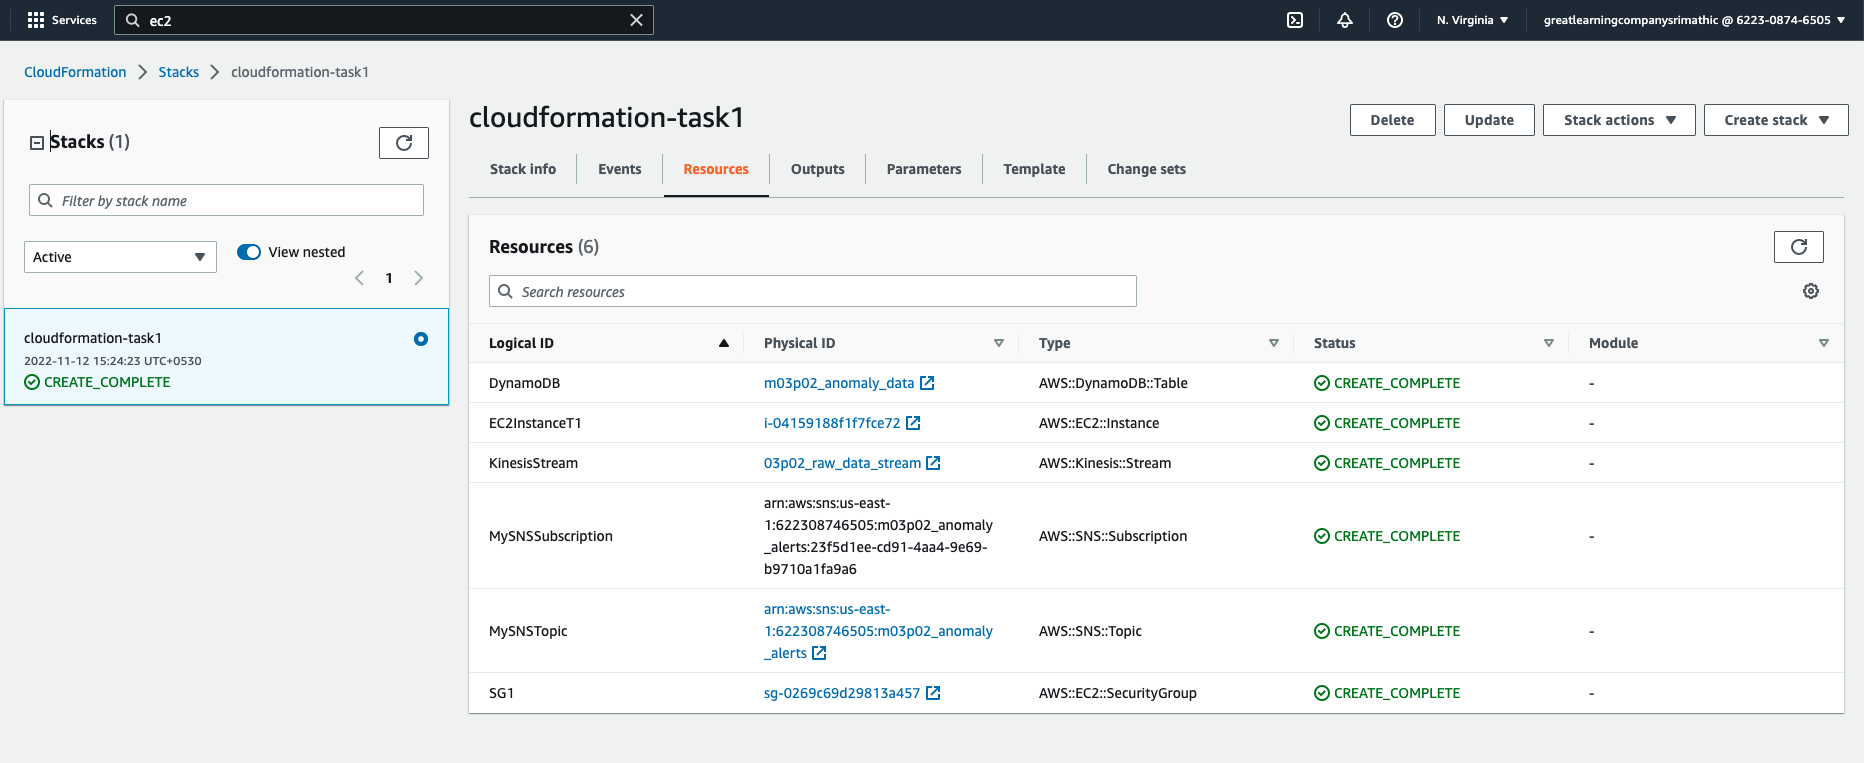 Services
ec2
N. Virginia
greatlearningcompanysrimathic @ 6223-0874-6505
CloudFormation
Stacks
cloudformation-task1
Stacks (1)
Filter by stack name
Active
View nested
1
cloudformation-task1
2022-11-12 15:24:23 UTC+0530
CREATE_COMPLETE
cloudformation-task1
Delete
Update
Stack actions
Create stack
Stack info
Events
Resources
Outputs
Parameters
Template
Change sets
Resources (6)
Search resources
Logical ID Physical ID Type Status Module
DynamoDB m03p02_anomaly_data AWS::DynamoDB::Table CREATE_COMPLETE -
EC2InstanceT1 i-04159188f1f7fce72 AWS::EC2::Instance CREATE_COMPLETE -
KinesisStream 03p02_raw_data_stream AWS::Kinesis::Stream CREATE_COMPLETE -
arn:aws:sns:us-east-
1:622308746505:m03p02_anomaly
MySNSSubscription AWS::SNS::Subscription CREATE_COMPLETE -
_alerts:23f5d1ee-cd91-4aa4-9e69-
b9710a1fa9a6
arn:aws:sns:us-east-
MySNSTopic 1:622308746505:m03p02_anomaly AWS::SNS::Topic CREATE_COMPLETE -
_alerts
SG1 sg-0269c69d29813a457 AWS::EC2::SecurityGroup CREATE_COMPLETE -